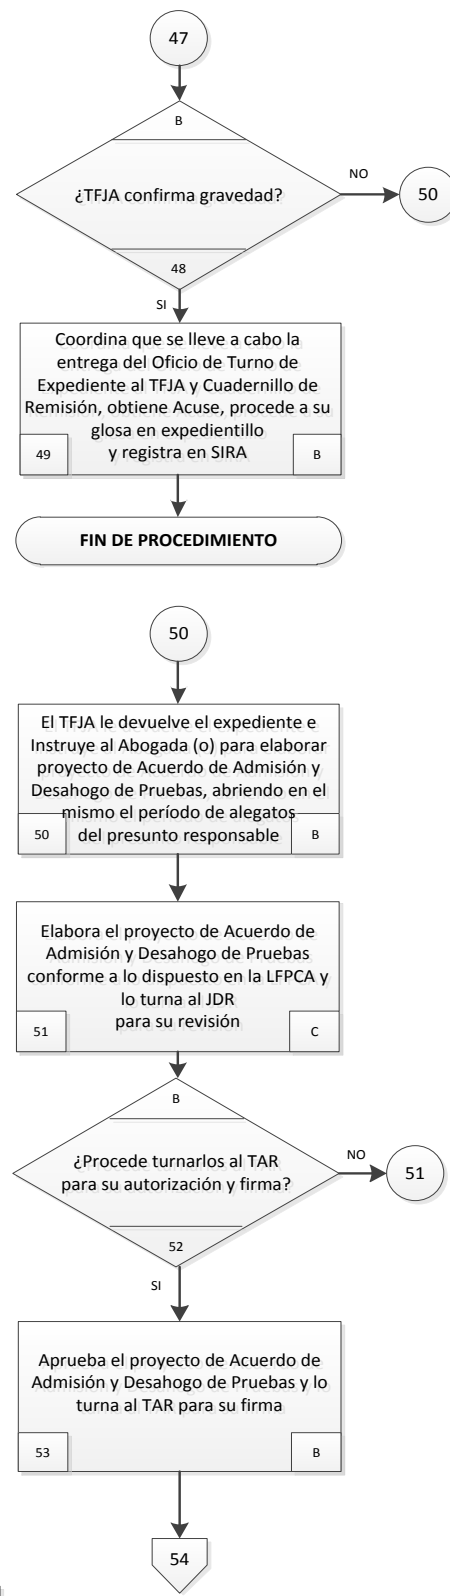 47
B
¿TFJA confirma gravedad?
NO
50
48
SI
Coordina que se lleve a cabo la
entrega del Oficio de Turno de
Expediente al TFJA y Cuadernillo de
Remisión, obtiene Acuse, procede a su
glosa en expedientillo
y registra en SIRA
49
B
FIN DE PROCEDIMIENTO
50
El TFJA le devuelve el expediente e
Instruye al Abogada (o) para elaborar
proyecto de Acuerdo de Admisión y
Desahogo de Pruebas, abriendo en el
mismo el período de alegatos
del presunto responsable
50
B
Elabora el proyecto de Acuerdo de
Admisión y Desahogo de Pruebas
conforme a lo dispuesto en la LFPCA y
lo turna al JDR
para su revisión
51
C
B
¿Procede turnarlos al TAR
para su autorización y firma?
NO
51
52
SI
Aprueba el proyecto de Acuerdo de
Admisión y Desahogo de Pruebas y lo
turna al TAR para su firma
53
B
54